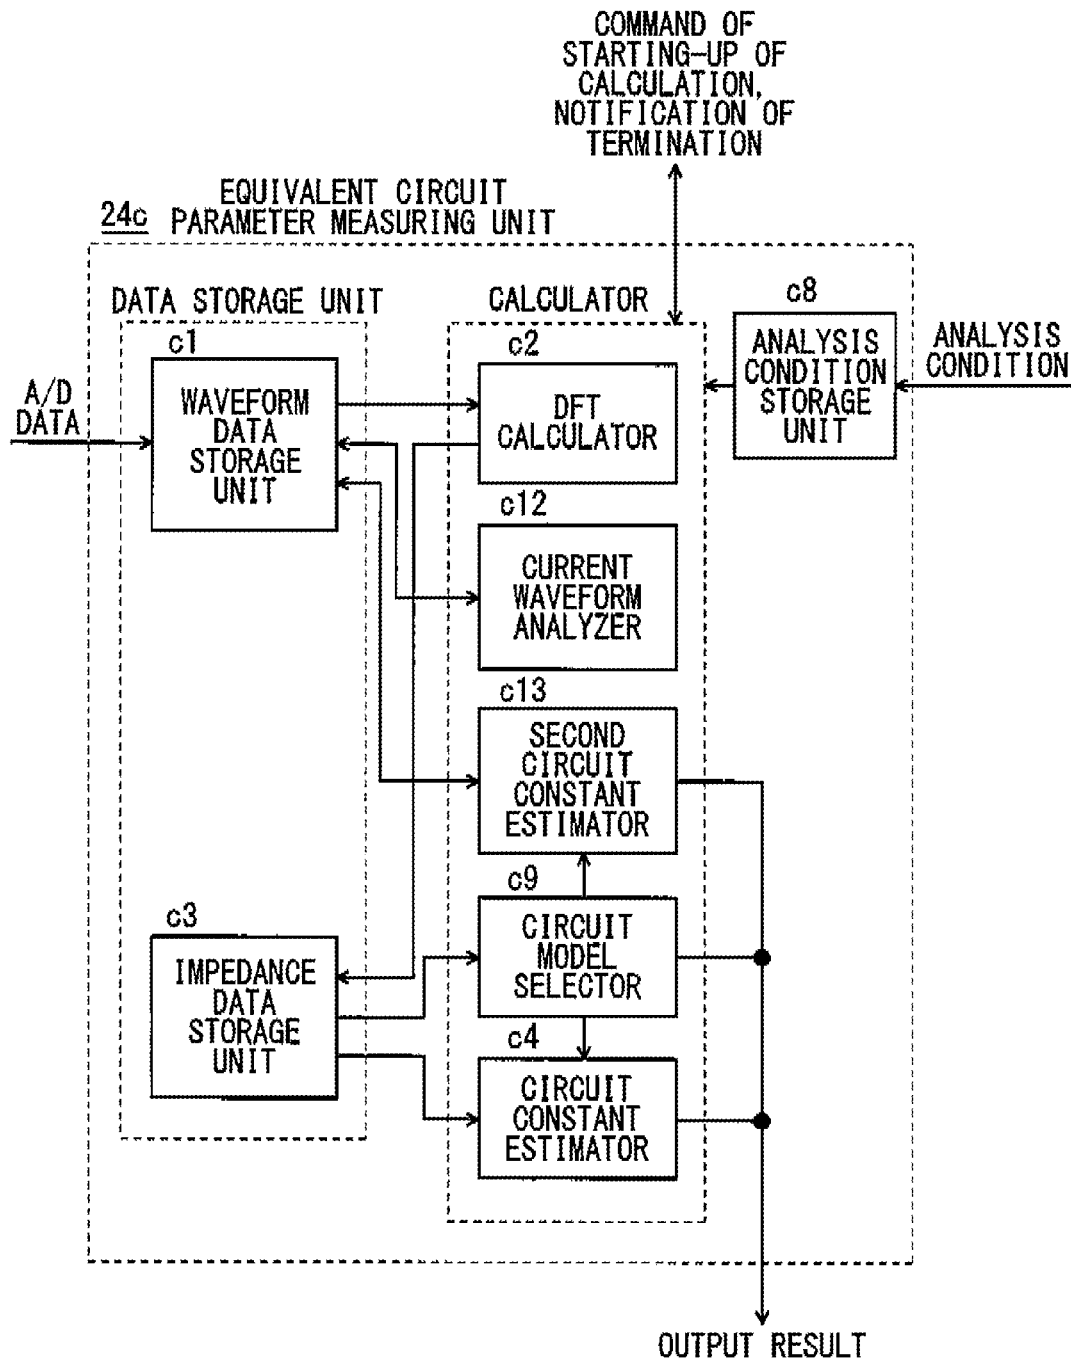 COMMAND OF
STARTING-UP OF
CALCULATION,
NOTIFICATION OF
TERMINATION
EQUIVALENT CIRCUIT
24c PARAMETER MEASURING UNIT
DATA STORAGE UNIT
CALCULATOR
c8
ANALYSIS
CONDITION
STORAGE
UNIT
ANALYSIS
CONDITION
A/D
DATA
c1
WAVEFORM
DATA
STORAGE
UNIT
c2
DFT
CALCULATOR
c12
CURRENT
WAVEFORM
ANALYZER
c13
SECOND
CIRCUIT
CONSTANT
ESTIMATOR
c9
CIRCUIT
MODEL
SELECTOR
c3
IMPEDANCE
DATA
STORAGE
UNIT
c4
CIRCUIT
CONSTANT
ESTIMATOR
OUTPUT RESULT